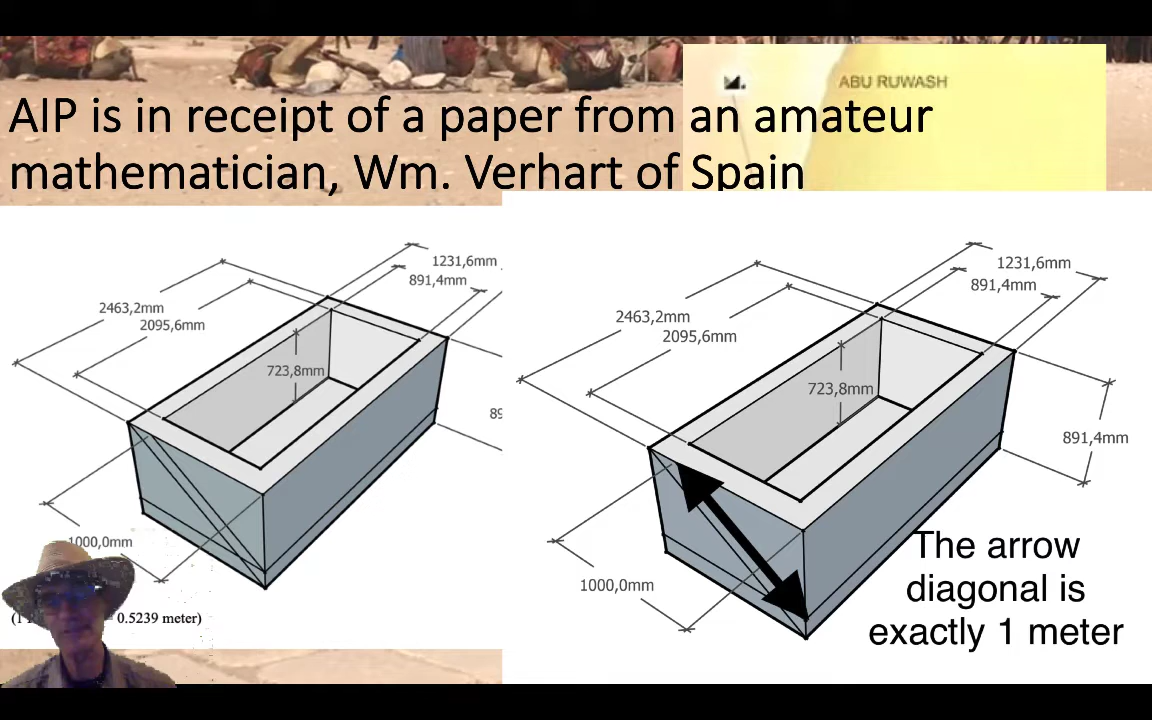 ABU RUWASH
AIP is in receipt of a paper from an amateur
mathematician, Wm. Verhart of Spain
1231,6mm
891,4mm
2463,2mm
2095,6mm
723,8mm
89
1000,0mm
0.5239 meter)
1231,6mm
891,4mm
2463,2mm
2095,6mm
723,8mm
891,4mm
1000,0mm
The arrow
diagonal is
exactly 1 meter